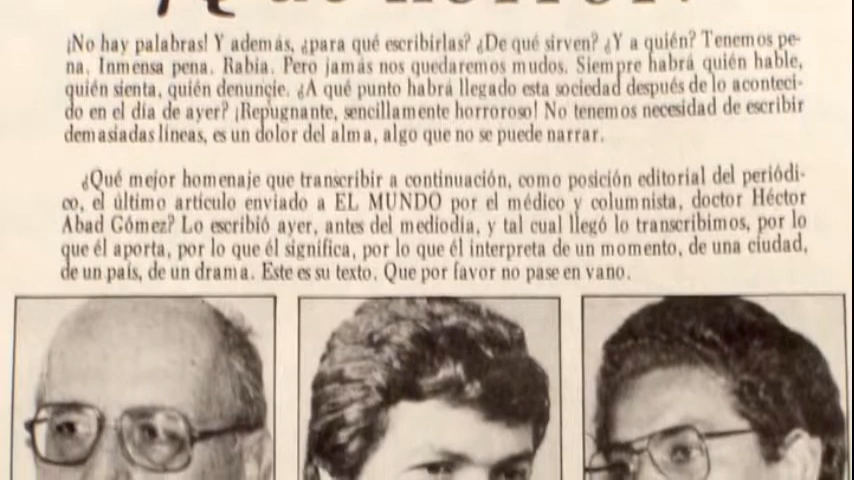 ¡Qué horror!
¡No hay palabras! Y además, ¿para qué escribirlas? ¿De qué sirven? ¿Y a quién? Tenemos pe-
na. Inmensa pena. Rabia. Pero jamás nos quedaremos mudos. Siempre habrá quién hable,
quién sienta, quién denuncie. ¿A qué punto habrá llegado esta sociedad después de lo aconteci-
do en el día de ayer? ¡Repugnante, sencillamente horroroso! No tenemos necesidad de escribir
demasiadas líneas, es un dolor del alma, algo que no se puede narrar.
¿Qué mejor homenaje que transcribir a continuación, como posición editorial del periódi-
co, el último artículo enviado a EL MUNDO por el médico y columnista, doctor Héctor
Abad Gómez? Lo escribió ayer, antes del mediodía, y tal cual llegó lo transcribimos, por lo
que él aporta, por lo que él significa, por lo que él interpreta de un momento, de una ciudad,
de un país, de un drama. Este es su texto. Que por favor no pase en vano.